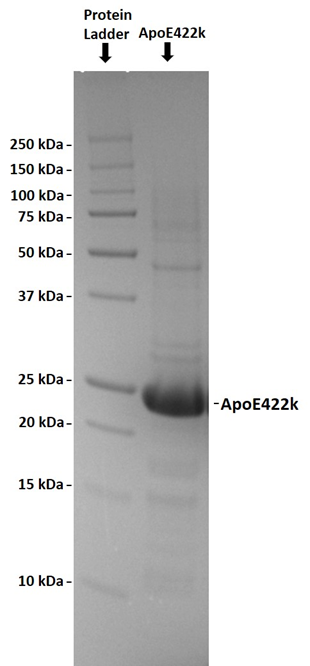 Protein
Ladder
ApoE422k
250 kDa -
150 kDa -
100 kDa -
75 kDa -
50 kDa -
37 kDa -
25 kDa -
-ApoE422k
20 kDa -
15 kDa -
10 kDa -